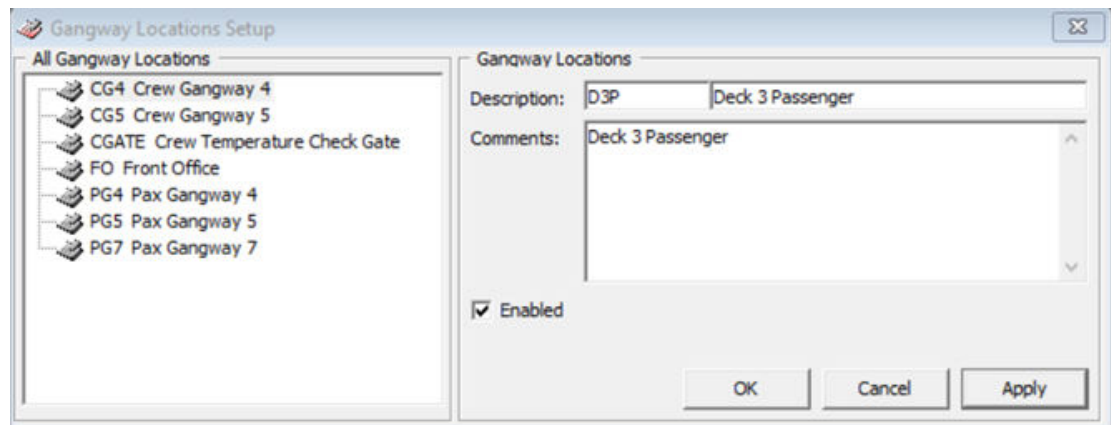 Gangway Locations Setup
All Gangway Locations
CG4 Crew Gangway 4
CG5 Crew Gangway 5
CGATE Crew Temperature Check Gate
FO Front Office
PG4 Pax Gangway 4
PG5 Pax Gangway 5
PG7 Pax Gangway 7
Gangway Locations
Description: D3P Deck 3 Passenger
Comments: Deck 3 Passenger
Enabled
OK Cancel Apply